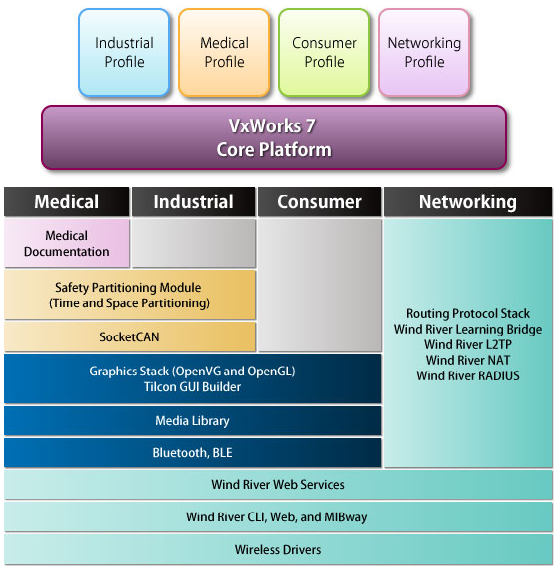 Industrial
Profile
Medical
Profile
Consumer
Profile
Networking
Profile
VxWorks 7
Core Platform
Medical
Industrial
Consumer
Networking
Medical
Documentation
Safety Partitioning Module
(Time and Space Partitioning)
SocketCAN
Graphics Stack (OpenVG and OpenGL)
Tilcon GUI Builder
Media Library
Bluetooth, BLE
Routing Protocol Stack
Wind River Learning Bridge
Wind River L2TP
Wind River NAT
Wind River RADIUS
Wind River Web Services
Wind River CLI, Web, and MIBway
Wireless Drivers